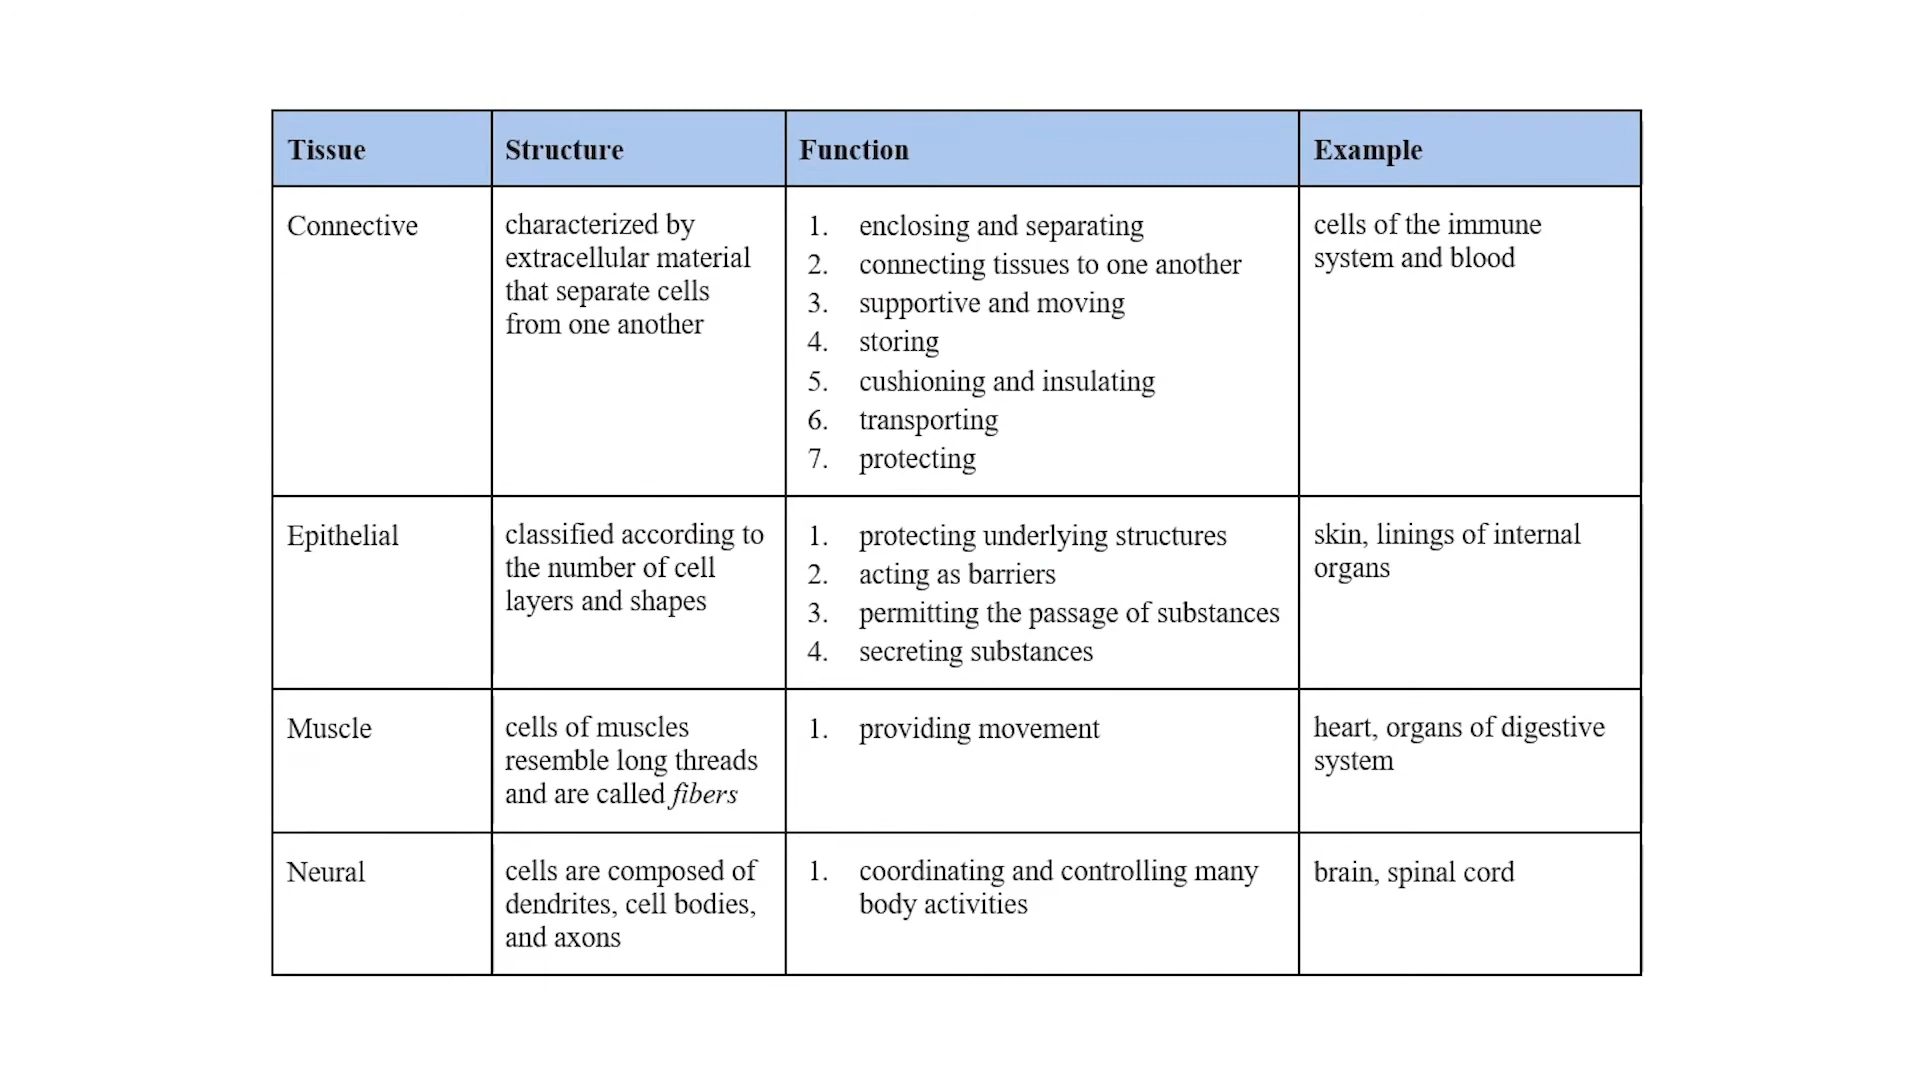 Tissue
Structure
Function
Example
Connective
characterized by
extracellular material
that separate cells
from one another
1. enclosing and separating
2. connecting tissues to one another
3. supportive and moving
4. storing
5. cushioning and insulating
6. transporting
7. protecting
cells of the immune
system and blood
Epithelial
classified according to
the number of cell
layers and shapes
1. protecting underlying structures
2. acting as barriers
3. permitting the passage of substances
4. secreting substances
skin, linings of internal
organs
Muscle
cells of muscles
resemble long threads
and are called fibers
1. providing movement
heart, organs of digestive
system
Neural
cells are composed of
dendrites, cell bodies,
and axons
1. coordinating and controlling many
body activities
brain, spinal cord